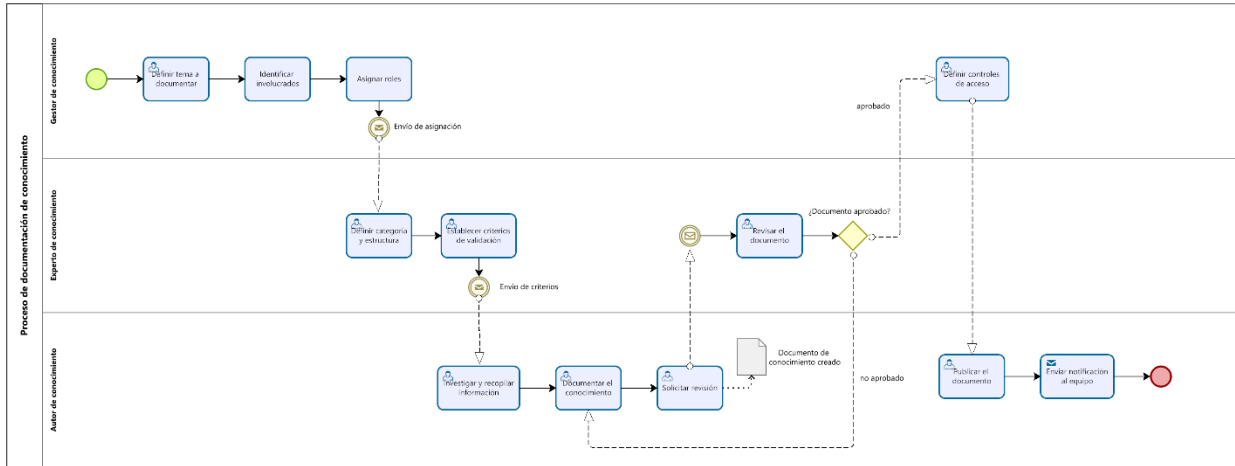 Proceso de documentación de conocimiento
Gestor de conocimiento
Definir tema a
documentar
Identificar
involucrados
Asignar roles
Envío de asignación
aprobado
Definir controles
de acceso
Experto de conocimiento
Definir categoría
y estructura
Establecer criterios
de validación
Envío de criterios
Revisar el
documento
¿Documento aprobado?
Autor de conocimiento
Investigar y recopilar
información
Documentar el
conocimiento
Solicitar revisión
Documento de
conocimiento creado
no aprobado
Publicar el
documento
Enviar notificación
al equipo